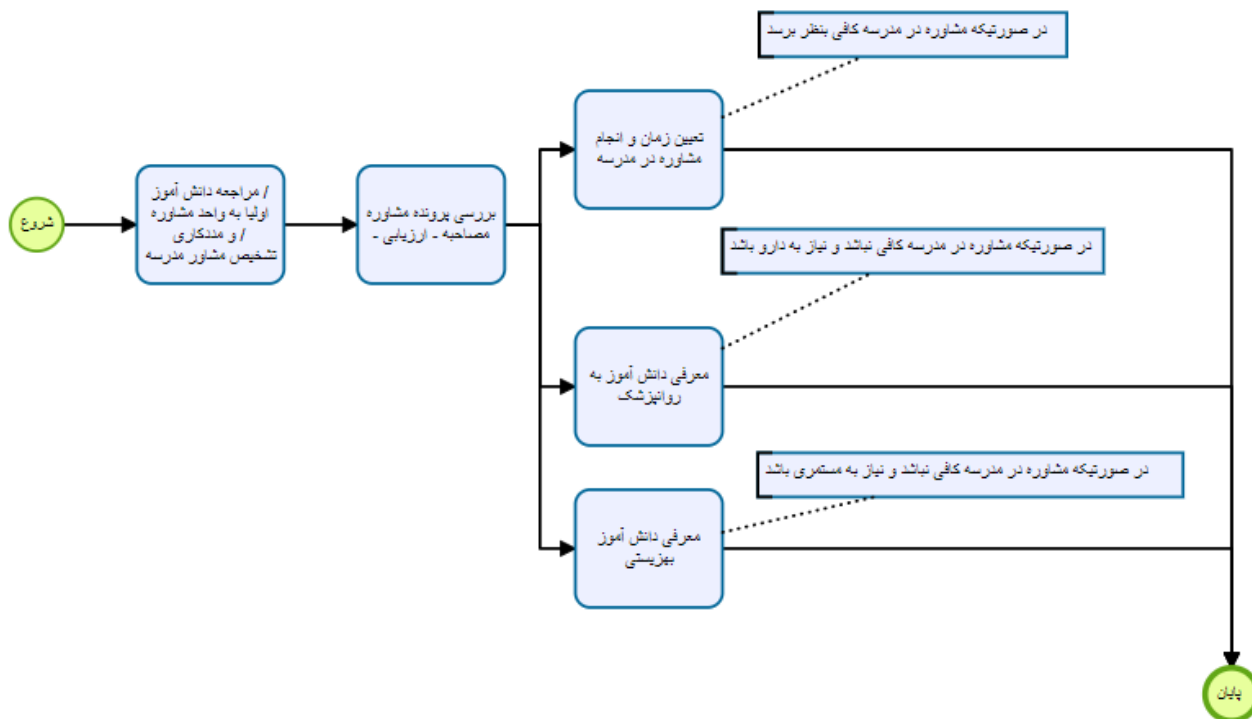 شروع
/ مراجعه دانش آموز
اولیا به واحد مشاوره
/ و مددکاری
تشخیص مشاور مدرسه
بررسی پرونده مشاوره
مصاحبه - ارزیابی -
در صورتیکه مشاوره در مدرسه کافی بنظر برسد
تعیین زمان و انجام
مشاوره در مدرسه
در صورتیکه مشاوره در مدرسه کافی نباشد و نیاز به دارو باشد
معرفی دانش آموز به
روانپزشک
در صورتیکه مشاوره در مدرسه کافی نباشد و نیاز به مستمری باشد
معرفی دانش آموز
بهزیستی
پایان